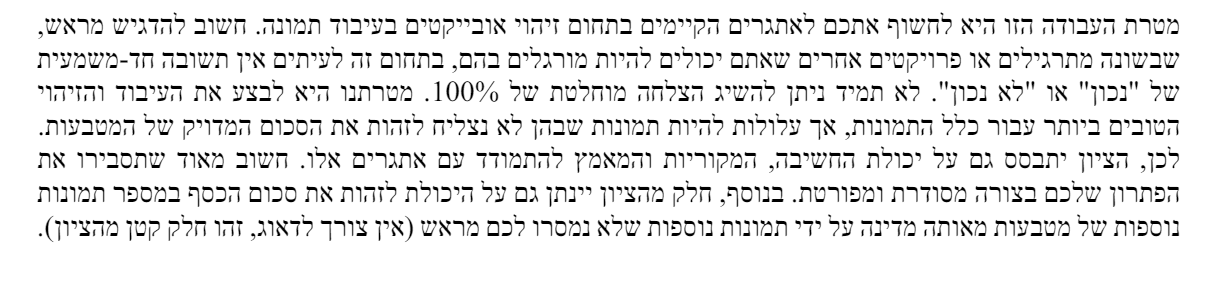 מטרת העבודה הזו היא לחשוף אתכם לאתגרים הקיימים בתחום זיהוי אובייקטים בעיבוד תמונה. חשוב להדגיש מראש,
שבשונה מתרגילים או פרויקטים אחרים שאתם יכולים להיות מורגלים בהם, בתחום זה לעיתים אין תשובה חד-משמעית
של "נכון" או "לא נכון". לא תמיד ניתן להשיג הצלחה מוחלטת של 100%. מטרתנו היא לבצע את העיבוד והזיהוי
הטובים ביותר עבור כלל התמונות, אך עלולות להיות תמונות שבהן לא נצליח לזהות את הסכום המדויק של המטבעות.
לכן, הציון יתבסס גם על יכולת החשיבה, המקוריות והמאמץ להתמודד עם אתגרים אלו. חשוב מאוד שתסבירו את
הפתרון שלכם בצורה מסודרת ומפורטת. בנוסף, חלק מהציון יינתן גם על היכולת לזהות את סכום הכסף במספר תמונות
נוספות של מטבעות מאותה מדינה על ידי תמונות נוספות שלא נמסרו לכם מראש (אין צורך לדאוג, זהו חלק קטן מהציון).